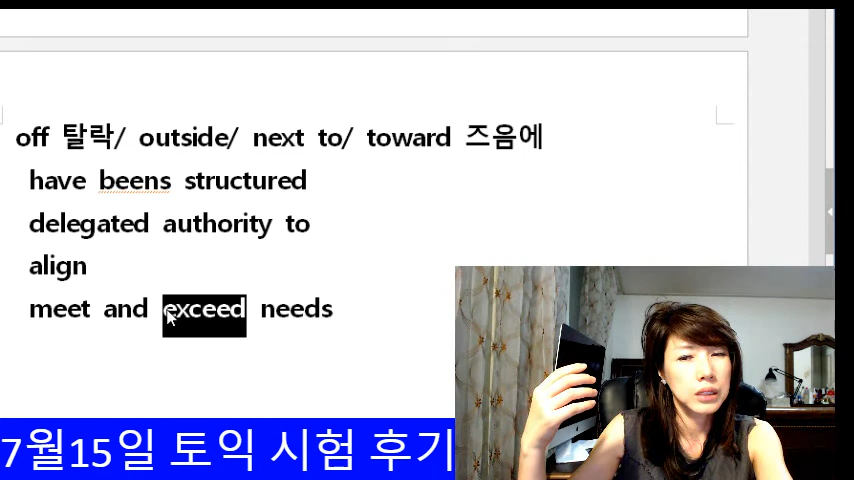 off 탈락/ outside/ next to/ toward 즈음에
have beens structured
delegated authority to
align
meet and exceed needs
7월15일 토익 시험 후기